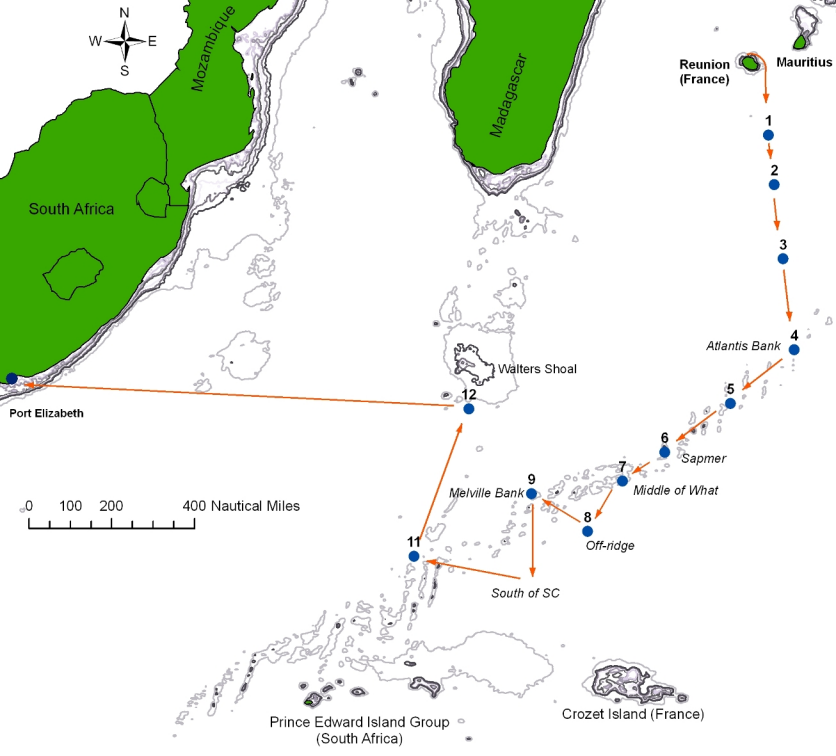 N
W E
S
Mozambique
Madagascar
Reunion
(France)
Mauritius
1
2
South Africa
3
4
Atlantis Bank
Walters Shoal
5
Port Elizabeth
12
6
Sapmer
7
Middle of What
9
Melville Bank
0 100 200 400 Nautical Miles
8
Off-ridge
11
South of SC
Prince Edward Island Group
(South Africa)
Crozet Island (France)